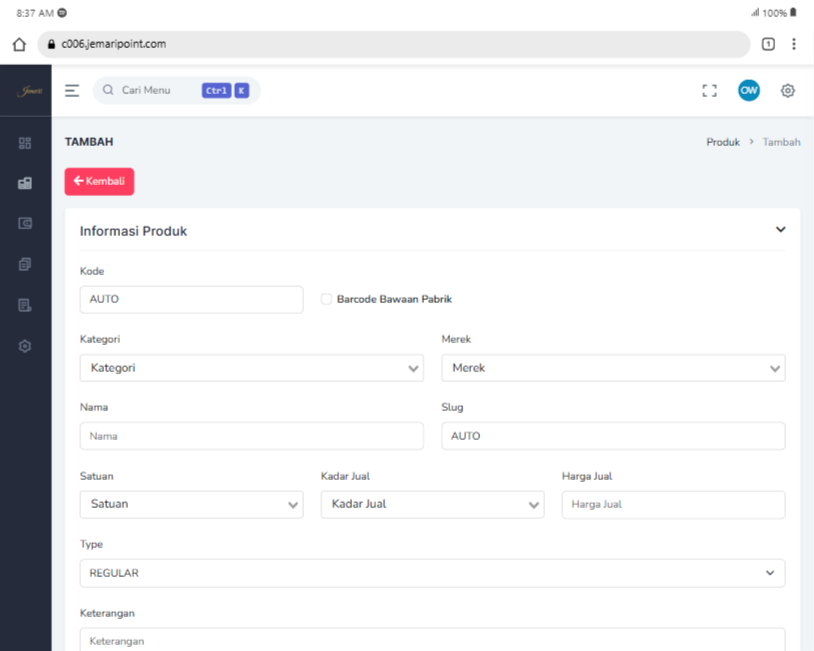 8:37 AM
100%
c006.jemaripoint.com
1
Jemari
Cari Menu
Ctrl K
OW
TAMBAH
Produk > Tambah
Kembali
Informasi Produk
Kode
AUTO
Barcode Bawaan Pabrik
Kategori
Merek
Kategori
Merek
Nama
Slug
Nama
AUTO
Satuan
Kadar Jual
Harga Jual
Satuan
Kadar Jual
Harga Jual
Type
REGULAR
Keterangan
Keterangan